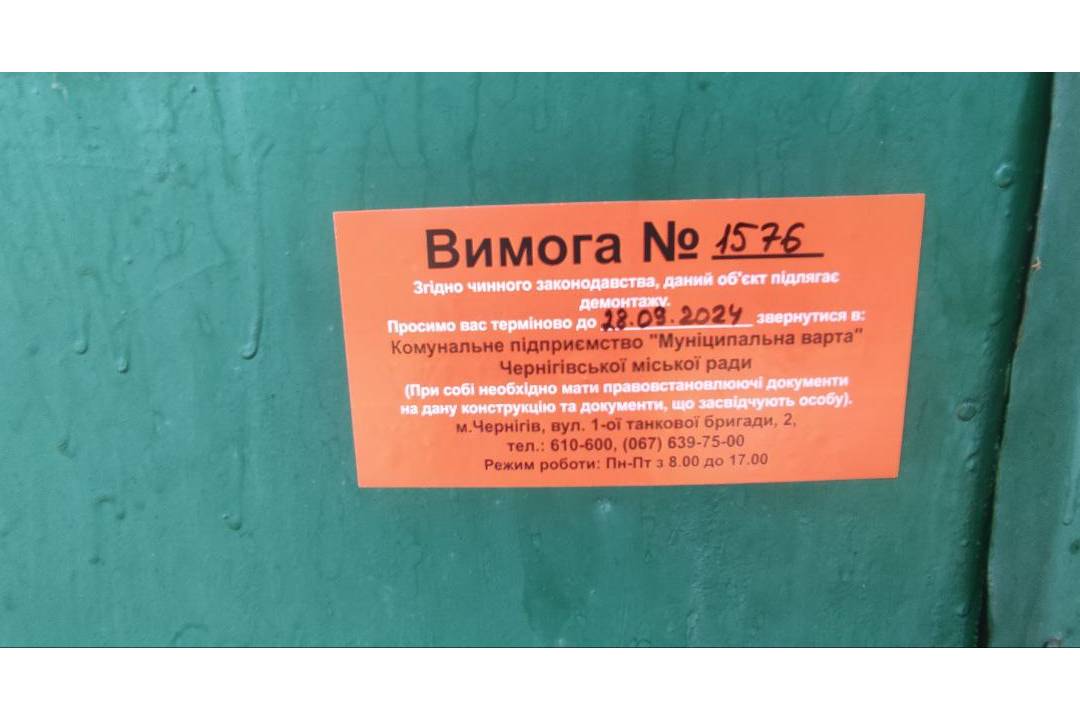 Вимога № 1576
Згідно чинного законодавства, даний об'єкт підлягає
демонтажу.
Просимо вас терміново до 28.09.2024 звернутися в:
Комунальне підприємство "Муніципальна варта"
Чернігівської міської ради
(При собі необхідно мати правовстановлюючі документи
на дану конструкцію та документи, що засвідчують особу).
м.Чернігів, вул. 1-ої танкової бригади, 2,
тел.: 610-600, (067) 639-75-00
Режим роботи: Пн-Пт з 8.00 до 17.00